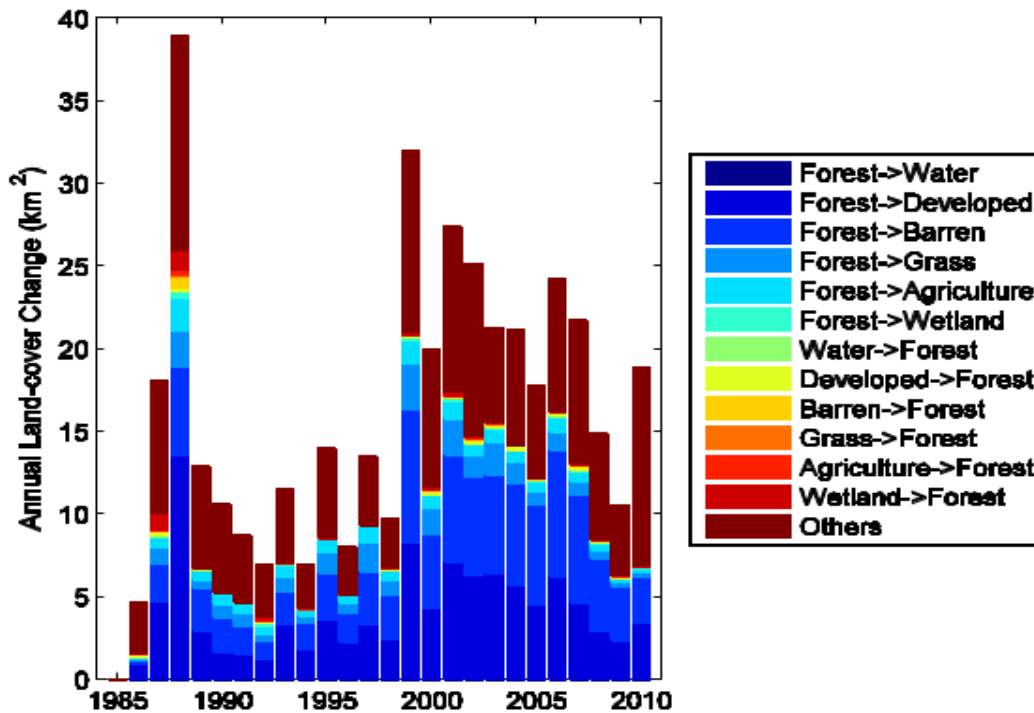 40
35
30
25
20
15
10
5
0
Annual Land-cover Change (km²)
1985 1990 1995 2000 2005 2010
Forest->Water
Forest->Developed
Forest->Barren
Forest->Grass
Forest->Agriculture
Forest->Wetland
Water->Forest
Developed->Forest
Barren->Forest
Grass->Forest
Agriculture->Forest
Wetland->Forest
Others